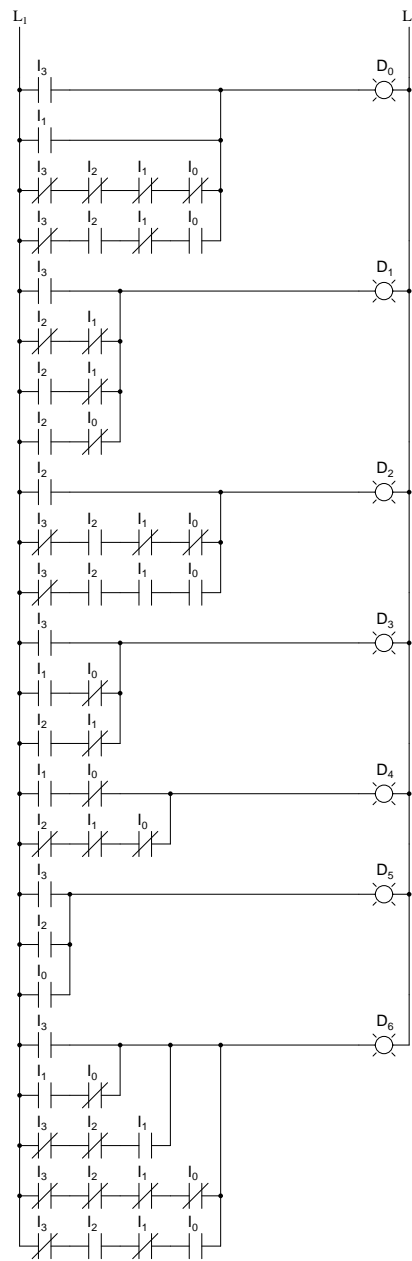 L₁ L
I₃ D₀
I₁
I₃ I₂ I₁ I₀
I₃ I₂ I₁ I₀
I₃ D₁
I₂ I₁
I₂ I₁
I₂ I₀
I₂ D₂
I₃ I₂ I₁ I₀
I₃ I₂ I₁ I₀
I₃ D₃
I₁ I₀
I₂ I₁
I₁ I₀ D₄
I₂ I₁ I₀
I₃ D₅
I₂
I₀
I₃ D₆
I₁ I₀
I₃ I₂ I₁
I₃ I₂ I₁ I₀
I₃ I₂ I₁ I₀